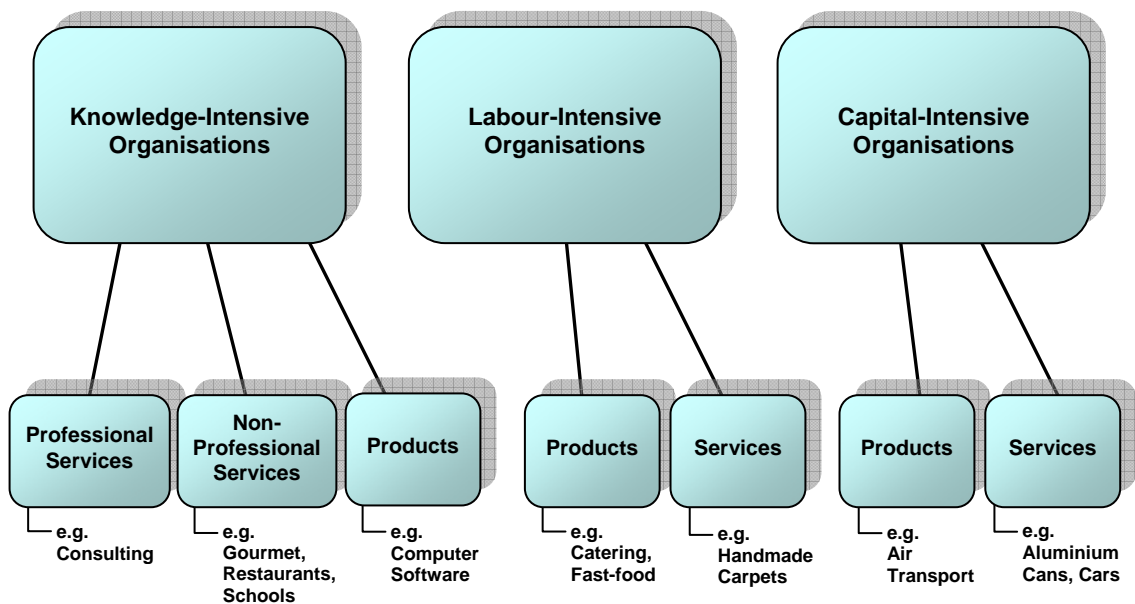 Knowledge-Intensive
Organisations
Labour-Intensive
Organisations
Capital-Intensive
Organisations
Professional
Services
Non-
Professional
Services
Products
Products
Services
Products
Services
e.g.
Consulting
e.g.
Gourmet,
Restaurants,
Schools
e.g.
Computer
Software
e.g.
Catering,
Fast-food
e.g.
Handmade
Carpets
e.g.
Air
Transport
e.g.
Aluminium
Cans, Cars